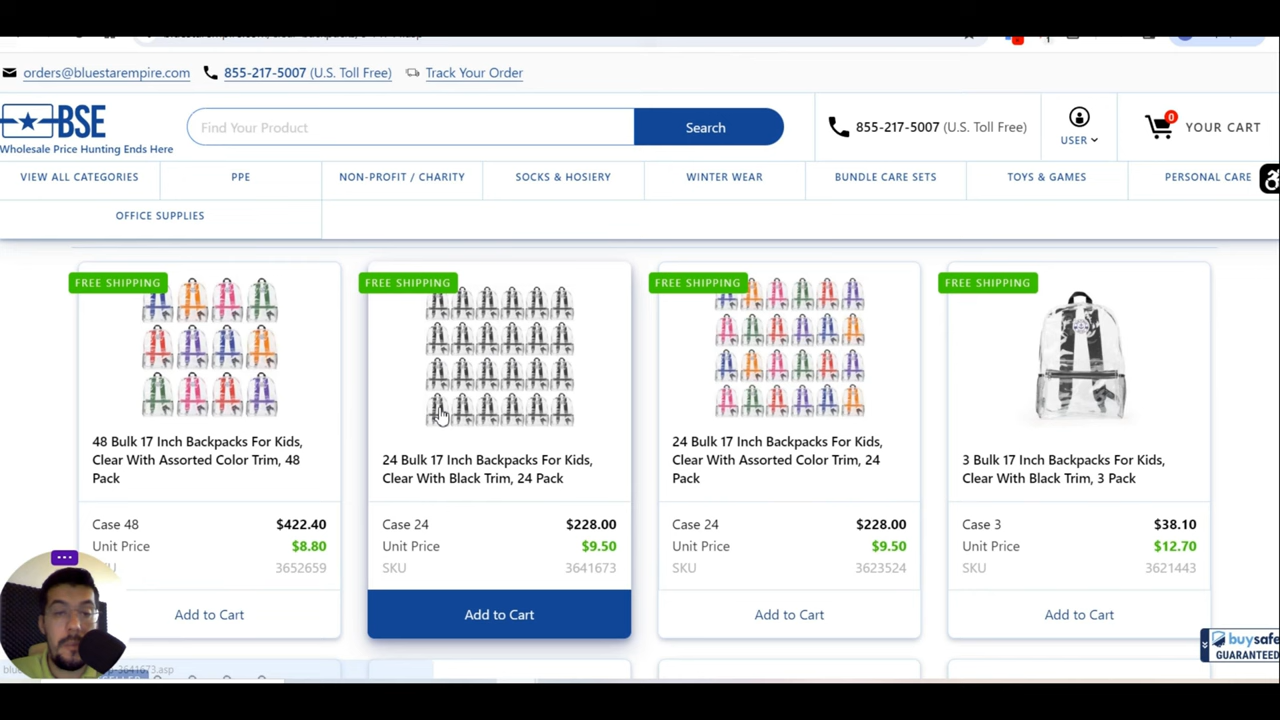 orders@bluestarempire.com 855-217-5007 (U.S. Toll Free) Track Your Order
BSE
Wholesale Price Hunting Ends Here
Find Your Product
Search
855-217-5007 (U.S. Toll Free)
USER
0
YOUR CART
VIEW ALL CATEGORIES
PPE
NON-PROFIT / CHARITY
SOCKS & HOSIERY
WINTER WEAR
BUNDLE CARE SETS
TOYS & GAMES
PERSONAL CARE
OFFICE SUPPLIES
FREE SHIPPING
48 Bulk 17 Inch Backpacks For Kids,
Clear With Assorted Color Trim, 48
Pack
Case 48 $422.40
Unit Price $8.80
3652659
Add to Cart
FREE SHIPPING
24 Bulk 17 Inch Backpacks For Kids,
Clear With Black Trim, 24 Pack
Case 24 $228.00
Unit Price $9.50
SKU 3641673
Add to Cart
FREE SHIPPING
24 Bulk 17 Inch Backpacks For Kids,
Clear With Assorted Color Trim, 24
Pack
Case 24 $228.00
Unit Price $9.50
SKU 3623524
Add to Cart
FREE SHIPPING
3 Bulk 17 Inch Backpacks For Kids,
Clear With Black Trim, 3 Pack
Case 3 $38.10
Unit Price $12.70
SKU 3621443
Add to Cart
buysafe
GUARANTEED